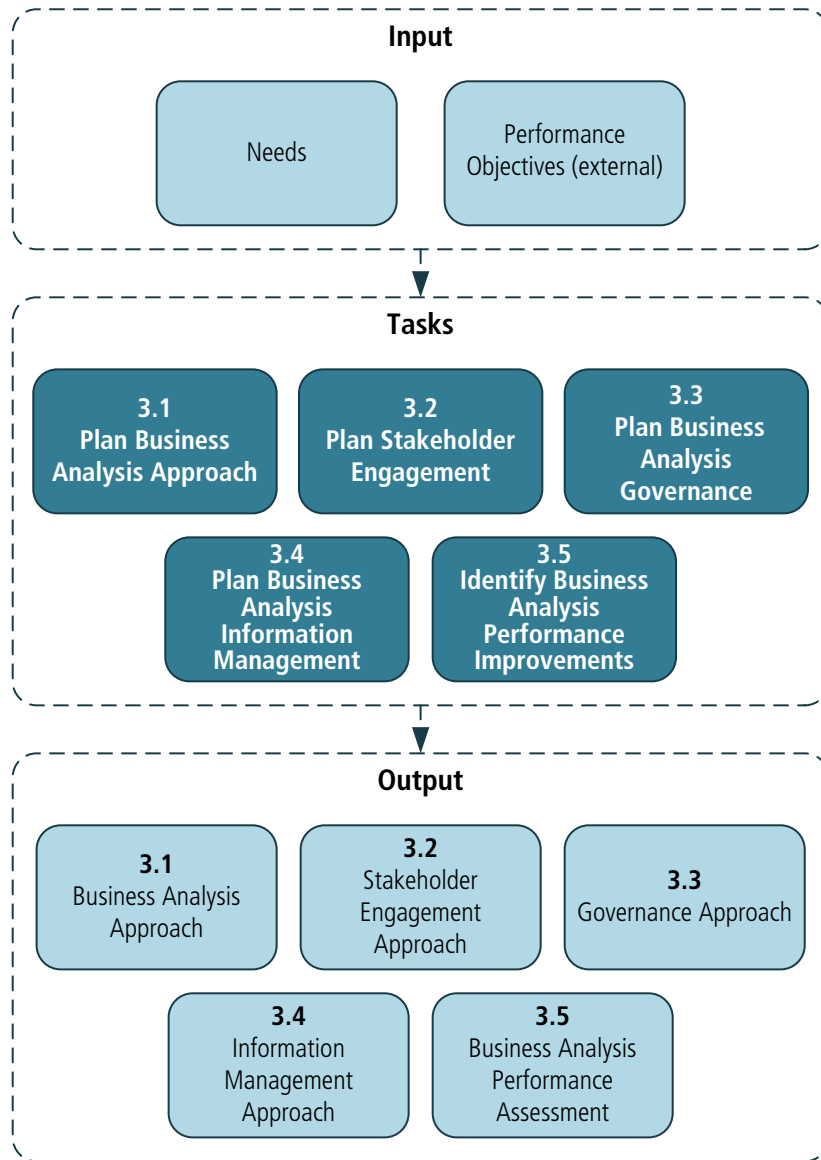 Input
Needs
Performance
Objectives (external)
Tasks
3.1
Plan Business
Analysis Approach
3.2
Plan Stakeholder
Engagement
3.3
Plan Business
Analysis
Governance
3.4
Plan Business
Analysis
Information
Management
3.5
Identify Business
Analysis
Performance
Improvements
Output
3.1
Business Analysis
Approach
3.2
Stakeholder
Engagement
Approach
3.3
Governance Approach
3.4
Information
Management
Approach
3.5
Business Analysis
Performance
Assessment